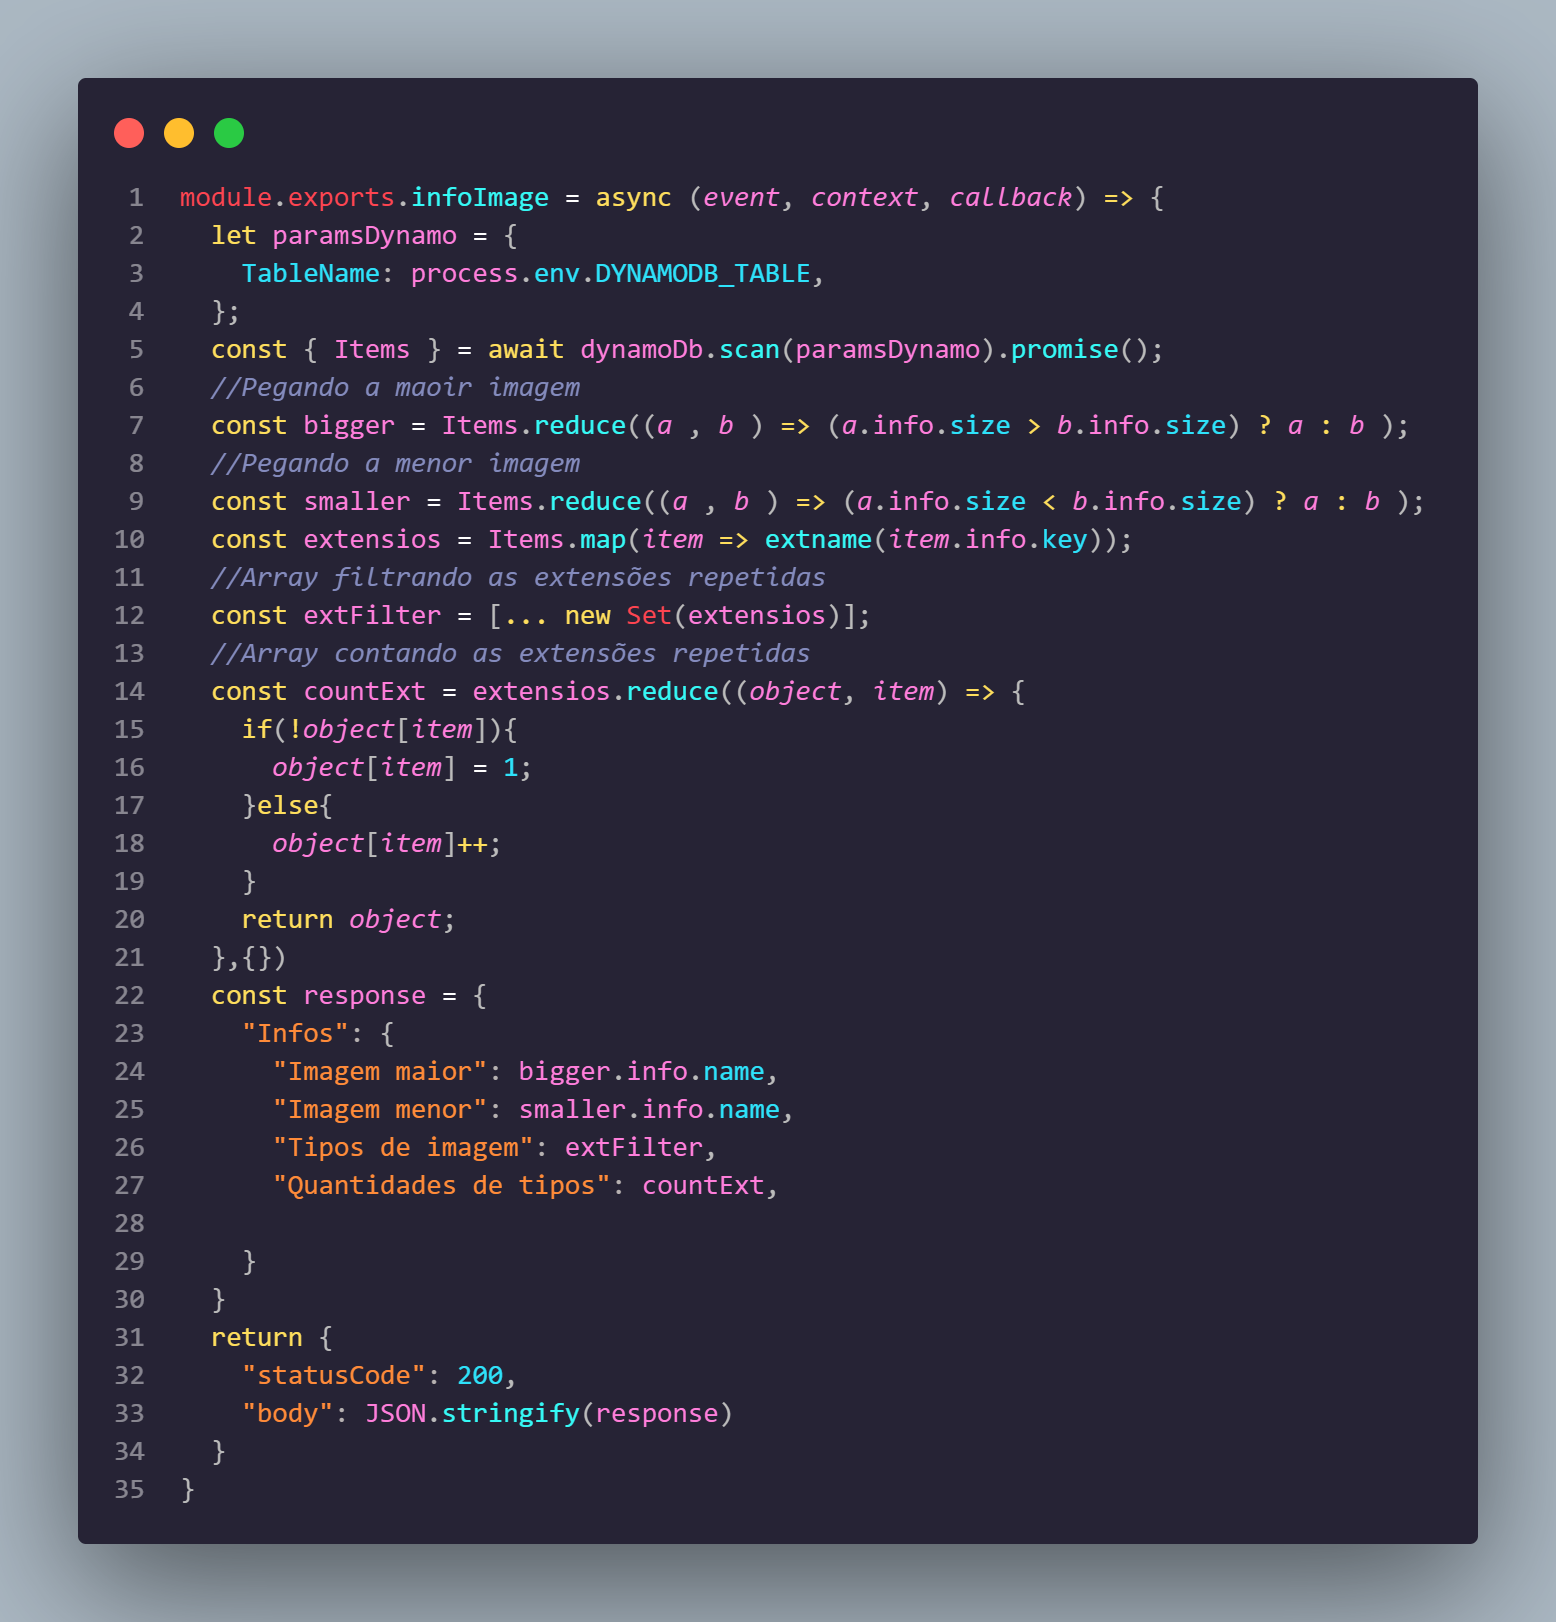 1 module.exports.infoImage = async (event, context, callback) => {
2   let paramsDynamo = {
3     TableName: process.env.DYNAMODB_TABLE,
4   };
5   const { Items } = await dynamoDb.scan(paramsDynamo).promise();
6   //Pegando a maoir imagem
7   const bigger = Items.reduce((a , b ) => (a.info.size > b.info.size) ? a : b );
8   //Pegando a menor imagem
9   const smaller = Items.reduce((a , b ) => (a.info.size < b.info.size) ? a : b );
10   const extensios = Items.map(item => extname(item.info.key));
11   //Array filtrando as extensões repetidas
12   const extFilter = [... new Set(extensios)];
13   //Array contando as extensões repetidas
14   const countExt = extensios.reduce((object, item) => {
15     if(!object[item]){
16       object[item] = 1;
17     }else{
18       object[item]++;
19     }
20     return object;
21   },{})
22   const response = {
23     "Infos": {
24       "Imagem maior": bigger.info.name,
25       "Imagem menor": smaller.info.name,
26       "Tipos de imagem": extFilter,
27       "Quantidades de tipos": countExt,
28
29     }
30   }
31   return {
32     "statusCode": 200,
33     "body": JSON.stringify(response)
34   }
35 }